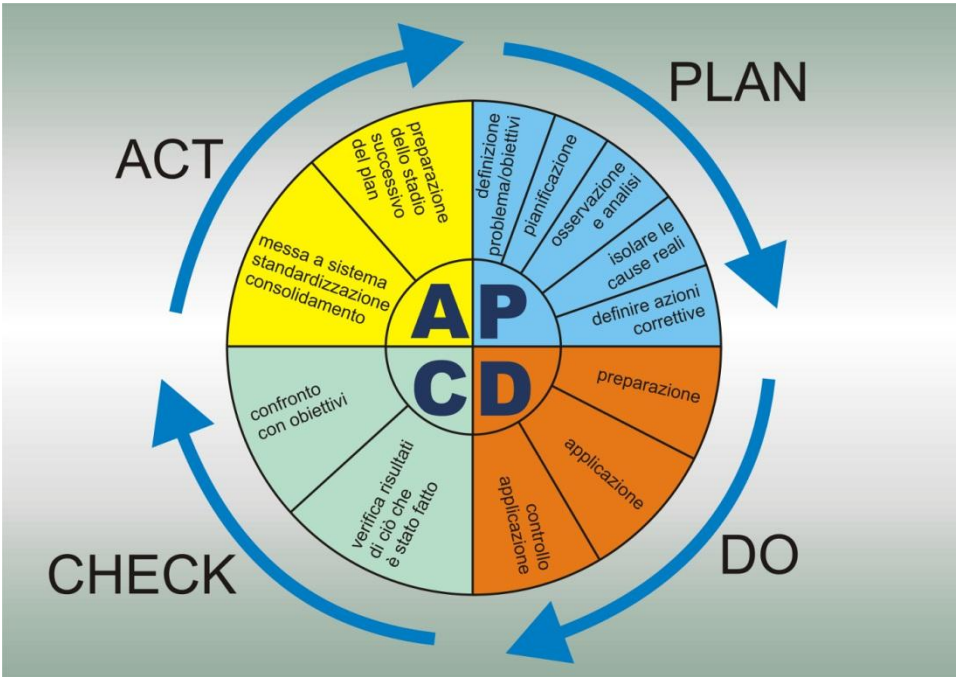 PLAN
definizione
problema/obiettivi
pianificazione
osservazione
e analisi
isolare le
cause reali
definire azioni
correttive
DO
preparazione
applicazione
controllo
applicazione
CHECK
verifica risultati
di ciò che
è stato fatto
confronto
con obiettivi
ACT
messa a sistema
standardizzazione
consolidamento
preparazione
dello stadio
successivo
del plan
A P
C D